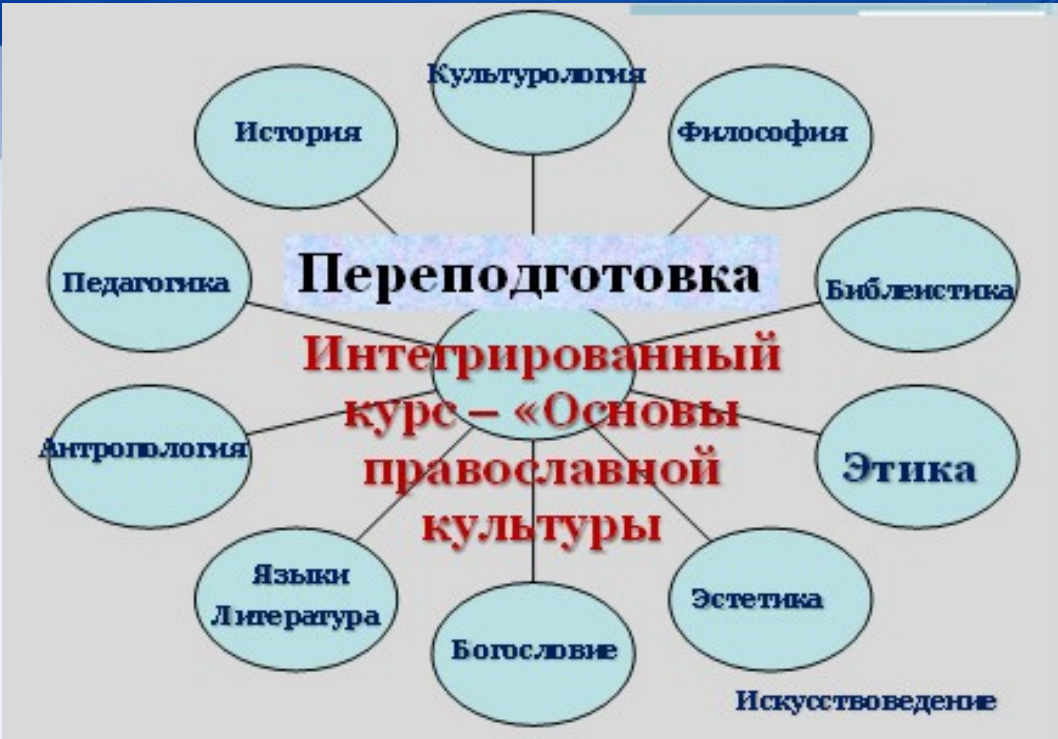 Культурология
История
Философия
Переподготовка
Педагогика
Библеистика
Интегрированный
курс – «Основы
православной
культуры
Антропология
Этика
Языки
Литература
Эстетика
Богословие
Искусствоведение